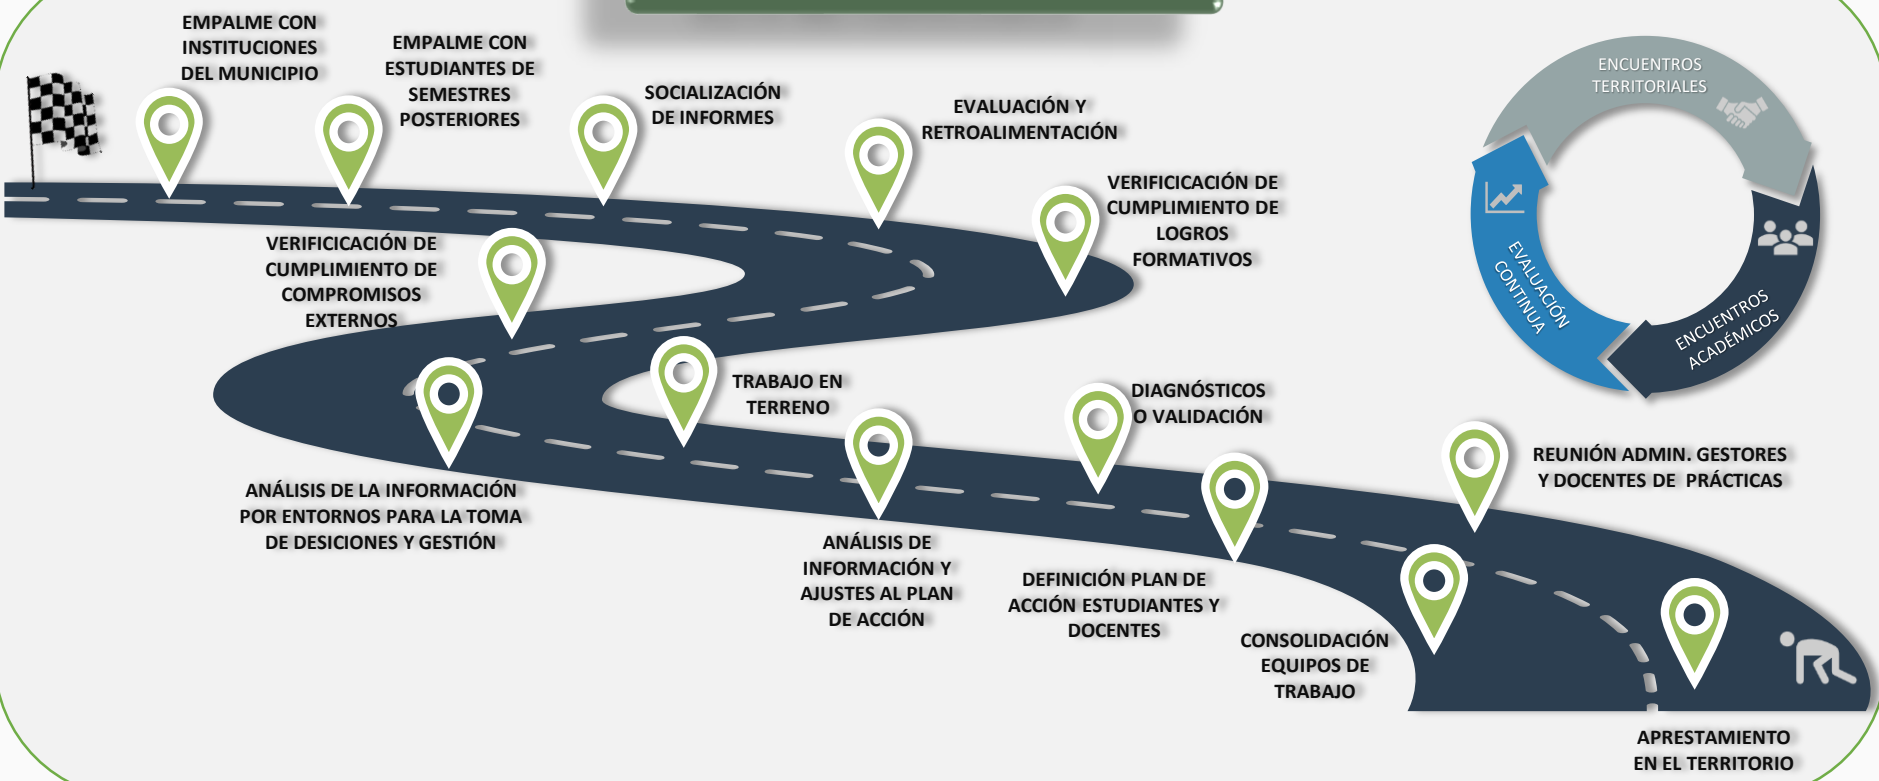 EMPALME CON
INSTITUCIONES
DEL MUNICIPIO
EMPALME CON
ESTUDIANTES DE
SEMESTRES
POSTERIORES
SOCIALIZACIÓN
DE INFORMES
EVALUACIÓN Y
RETROALIMENTACIÓN
VERIFICICACIÓN DE
CUMPLIMIENTO DE
LOGROS
FORMATIVOS
ENCUENTROS
TERRITORIALES
ENCUENTROS
ACADÉMICOS
EVALUACIÓN
CONTINUA
VERIFICICACIÓN DE
CUMPLIMIENTO DE
COMPROMISOS
EXTERNOS
TRABAJO EN
TERRENO
DIAGNÓSTICOS
O VALIDACIÓN
REUNIÓN ADMIN. GESTORES
Y DOCENTES DE PRÁCTICAS
ANÁLISIS DE LA INFORMACIÓN
POR ENTORNOS PARA LA TOMA
DE DESICIONES Y GESTIÓN
ANÁLISIS DE
INFORMACIÓN Y
AJUSTES AL PLAN
DE ACCIÓN
DEFINICIÓN PLAN DE
ACCIÓN ESTUDIANTES Y
DOCENTES
CONSOLIDACIÓN
EQUIPOS DE
TRABAJO
APRESTAMIENTO
EN EL TERRITORIO